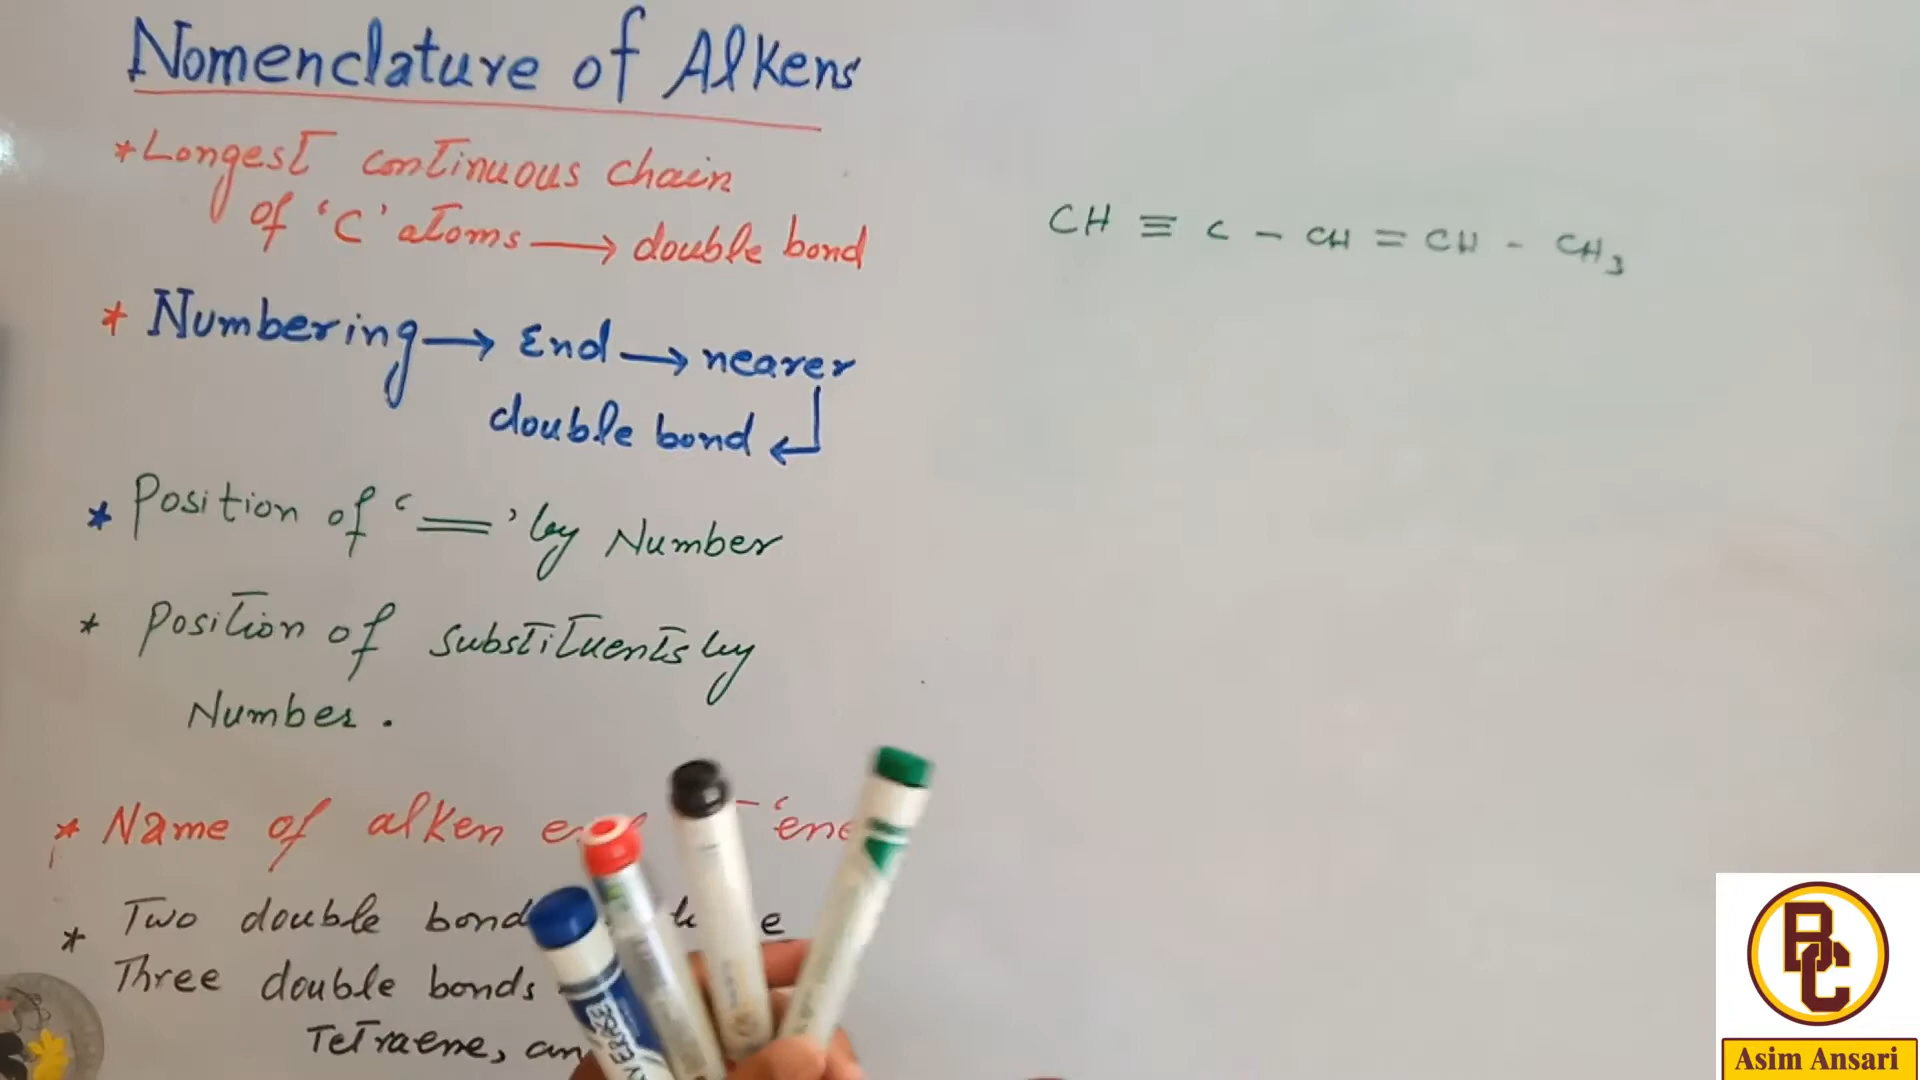 Nomenclature of Alkens
* Longest continuous chain
of 'C' atoms → double bond
* Numbering → End → nearer
double bond ↵
* Position of '=' by Number
* Position of substituents by
Number.
* Name of alken
* Two double bond
Three double bonds
Tetraene,
CH ≡ C - CH = CH - CH₃
BC
Asim Ansari